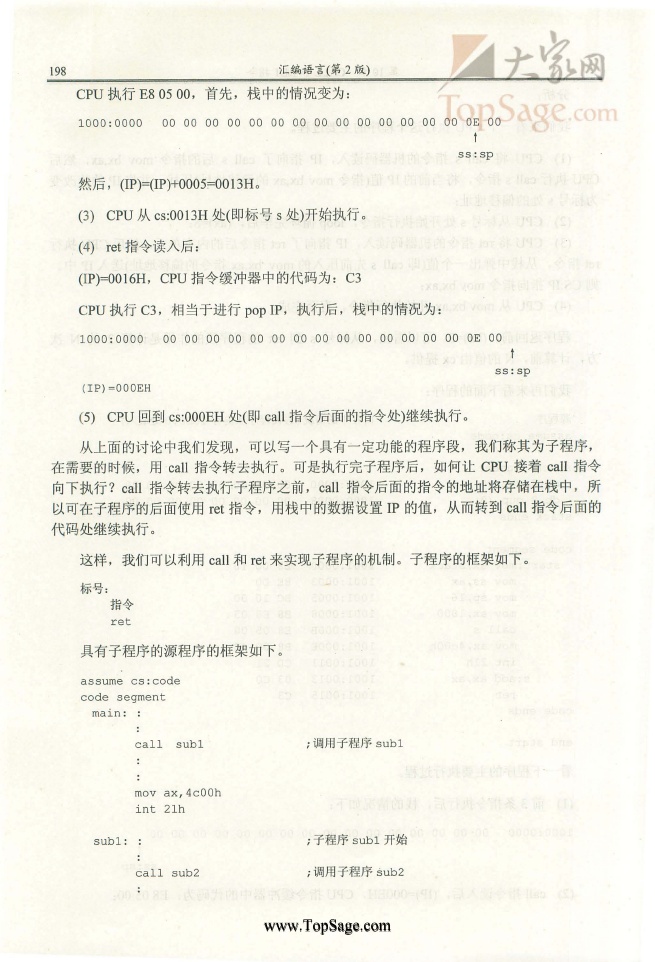 大家网
TopSage.com
198
汇编语言(第 2 版)
CPU 执行 E8 05 00，首先，栈中的情况变为：
1000:0000 00 00 00 00 00 00 00 00 00 00 00 00 00 00 0E 00
↑
ss:sp
然后，(IP)=(IP)+0005=0013H。
(3) CPU 从 cs:0013H 处(即标号 s 处)开始执行。
(4) ret 指令读入后：
(IP)=0016H，CPU 指令缓冲器中的代码为：C3
CPU 执行 C3，相当于进行 pop IP，执行后，栈中的情况为：
1000:0000 00 00 00 00 00 00 00 00 00 00 00 00 00 00 0E 00
↑
ss:sp
(IP)=000EH
(5) CPU 回到 cs:000EH 处(即 call 指令后面的指令处)继续执行。
从上面的讨论中我们发现，可以写一个具有一定功能的程序段，我们称其为子程序，
在需要的时候，用 call 指令转去执行。可是执行完子程序后，如何让 CPU 接着 call 指令
向下执行？call 指令转去执行子程序之前，call 指令后面的指令的地址将存储在栈中，所
以可在子程序的后面使用 ret 指令，用栈中的数据设置 IP 的值，从而转到 call 指令后面的
代码处继续执行。
这样，我们可以利用 call 和 ret 来实现子程序的机制。子程序的框架如下。
标号:
指令
ret
具有子程序的源程序的框架如下。
assume cs:code
code segment
main: :
:
call sub1 ;调用子程序 sub1
:
:
mov ax,4c00h
int 21h
sub1: : ;子程序 sub1 开始
:
call sub2 ;调用子程序 sub2
:
www.TopSage.com